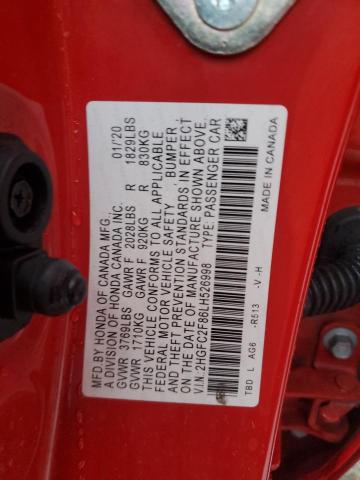 MFD.BY HONDA OF CANADA MFG. 01/20
A DIVISION OF HONDA CANADA INC.
GVWR 3769LBS GAWR F 2028LBS R 1829LBS
GVWR 1710KG GAWR F 920KG R 830KG
THIS VEHICLE CONFORMS TO ALL APPLICABLE
FEDERAL MOTOR VEHICLE SAFETY, BUMPER
AND THEFT PREVENTION STANDARDS IN EFFECT
ON THE DATE OF MANUFACTURE SHOWN ABOVE.
V.I.N:2HGFC2F86LH526998 TYPE: PASSENGER CAR
TBD L AG6 -R513 -V -H MADE IN CANADA